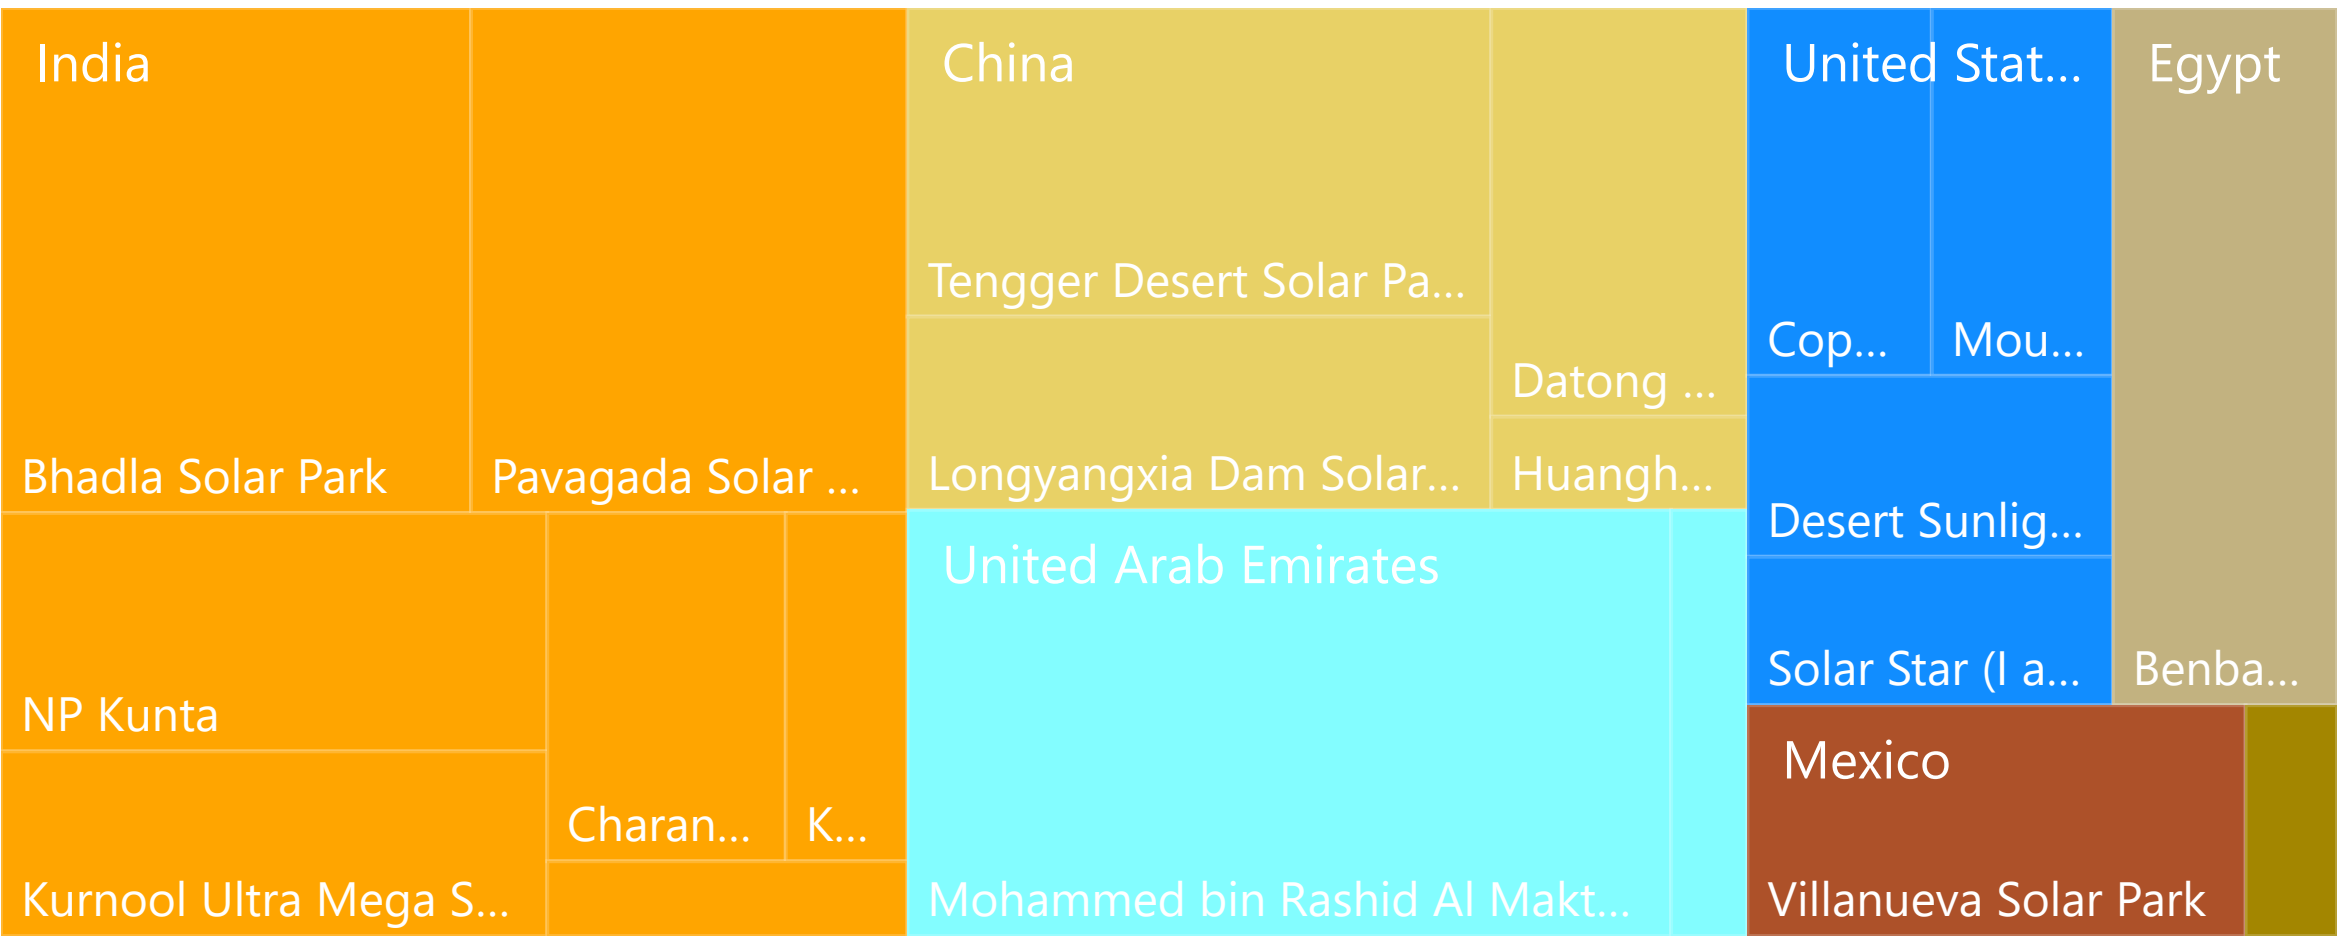 India
Bhadla Solar Park
Pavagada Solar ...
NP Kunta
Kurnool Ultra Mega S...
Charan...
K...
China
Tengger Desert Solar Pa...
Longyangxia Dam Solar...
Datong ...
Huangh...
United Arab Emirates
Mohammed bin Rashid Al Makt...
United Stat...
Cop...
Mou...
Desert Sunlig...
Solar Star (I a...
Egypt
Benba...
Mexico
Villanueva Solar Park